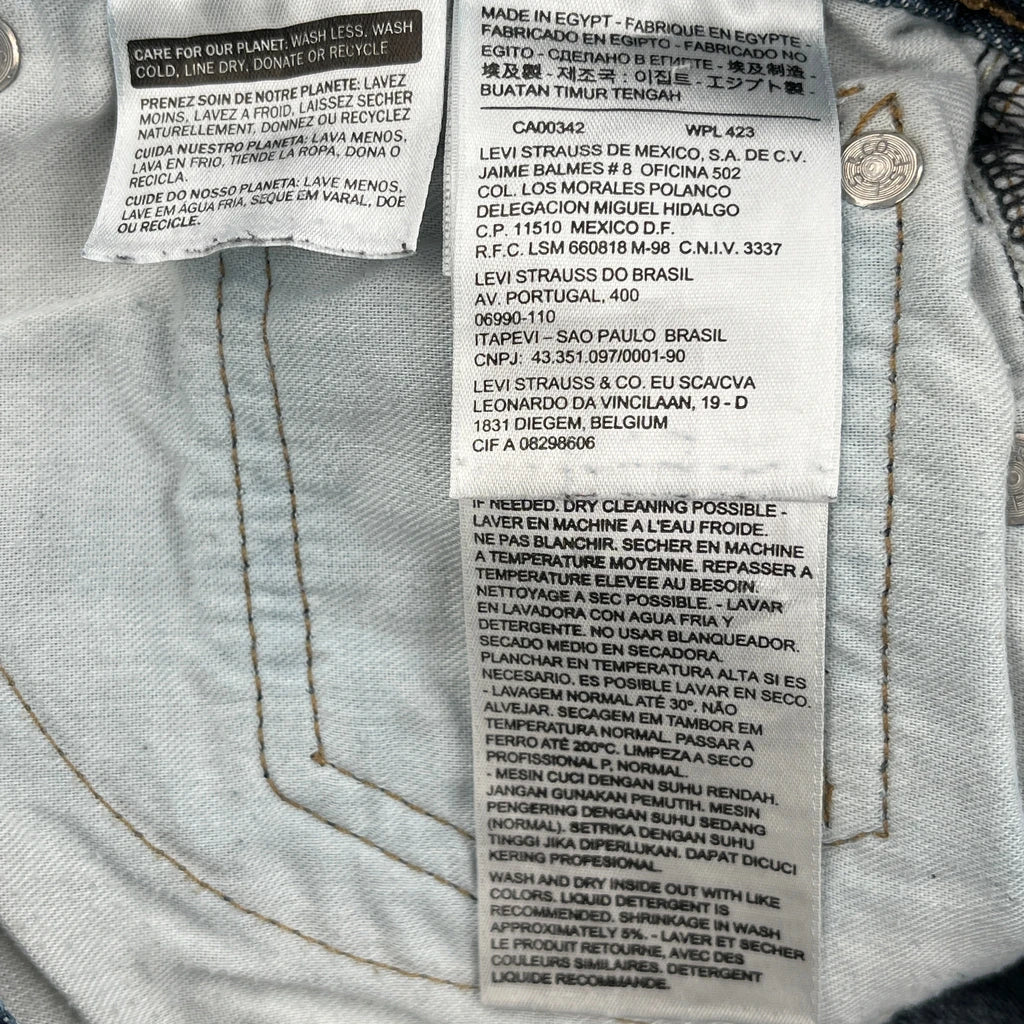 CARE FOR OUR PLANET: WASH LESS, WASH
COLD, LINE DRY, DONATE OR RECYCLE
PRENEZ SOIN DE NOTRE PLANETE: LAVEZ
MOINS, LAVEZ A FROID, LAISSEZ SECHER
NATURELLEMENT, DONNEZ OU RECYCLEZ
CUIDA NUESTRO PLANETA: LAVA MENOS,
LAVA EN FRIO, TIENDE LA ROPA, DONA O
RECICLA.
CUIDE DO NOSSO PLANETA: LAVE MENOS,
LAVE EM ÁGUA FRIA, SEQUE EM VARAL, DOE
OU RECICLE.
MADE IN EGYPT - FABRIQUE EN EGYPTE -
FABRICADO EN EGIPTO - FABRICADO NO
EGITO - СДЕЛАНО В ЕГИПТЕ - 埃及制造 -
埃及製 - 제조국 : 이집트 - エジプト製 -
BUATAN TIMUR TENGAH
CA00342 WPL 423
LEVI STRAUSS DE MEXICO, S.A. DE C.V.
JAIME BALMES # 8 OFICINA 502
COL. LOS MORALES POLANCO
DELEGACION MIGUEL HIDALGO
C.P. 11510 MEXICO D.F.
R.F.C. LSM 660818 M-98 C.N.I.V. 3337
LEVI STRAUSS DO BRASIL
AV. PORTUGAL, 400
06990-110
ITAPEVI – SAO PAULO BRASIL
CNPJ: 43.351.097/0001-90
LEVI STRAUSS & CO. EU SCA/CVA
LEONARDO DA VINCILAAN, 19 - D
1831 DIEGEM, BELGIUM
CIF A 08298606
IF NEEDED. DRY CLEANING POSSIBLE -
LAVER EN MACHINE A L'EAU FROIDE.
NE PAS BLANCHIR. SECHER EN MACHINE
A TEMPERATURE MOYENNE. REPASSER A
TEMPERATURE ELEVEE AU BESOIN.
NETTOYAGE A SEC POSSIBLE. - LAVAR
EN LAVADORA CON AGUA FRIA Y
DETERGENTE. NO USAR BLANQUEADOR.
SECADO MEDIO EN SECADORA.
PLANCHAR EN TEMPERATURA ALTA SI ES
NECESARIO. ES POSIBLE LAVAR EN SECO.
- LAVAGEM NORMAL ATÉ 30º. NÃO
ALVEJAR. SECAGEM EM TAMBOR EM
TEMPERATURA NORMAL. PASSAR A
FERRO ATÉ 200ºC. LIMPEZA A SECO
PROFISSIONAL P, NORMAL.
- MESIN CUCI DENGAN SUHU RENDAH.
JANGAN GUNAKAN PEMUTIH. MESIN
PENGERING DENGAN SUHU SEDANG
(NORMAL). SETRIKA DENGAN SUHU
TINGGI JIKA DIPERLUKAN. DAPAT DICUCI
KERING PROFESIONAL.
WASH AND DRY INSIDE OUT WITH LIKE
COLORS. LIQUID DETERGENT IS
RECOMMENDED. SHRINKAGE IN WASH
APPROXIMATELY 5%. - LAVER ET SECHER
LE PRODUIT RETOURNE, AVEC DES
COULEURS SIMILAIRES. DETERGENT
LIQUIDE RECOMMANDE.